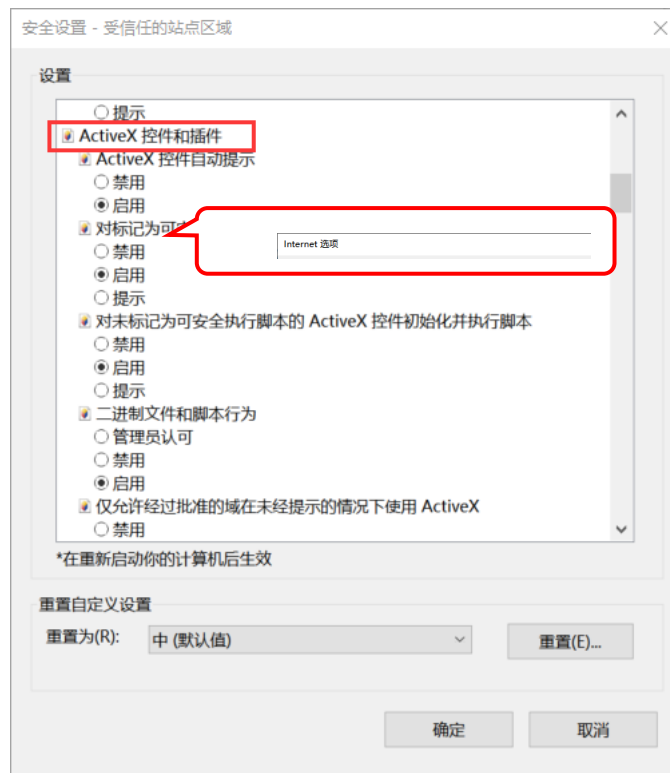 安全设置 - 受信任的站点区域
设置
提示
ActiveX 控件和插件
ActiveX 控件自动提示
禁用
启用
对标记为可安
Internet 选项
禁用
启用
提示
对未标记为可安全执行脚本的 ActiveX 控件初始化并执行脚本
禁用
启用
提示
二进制文件和脚本行为
管理员认可
禁用
启用
仅允许经过批准的域在未经提示的情况下使用 ActiveX
禁用
*在重新启动你的计算机后生效
重置自定义设置
重置为(R):
中 (默认值)
重置(E)...
确定
取消